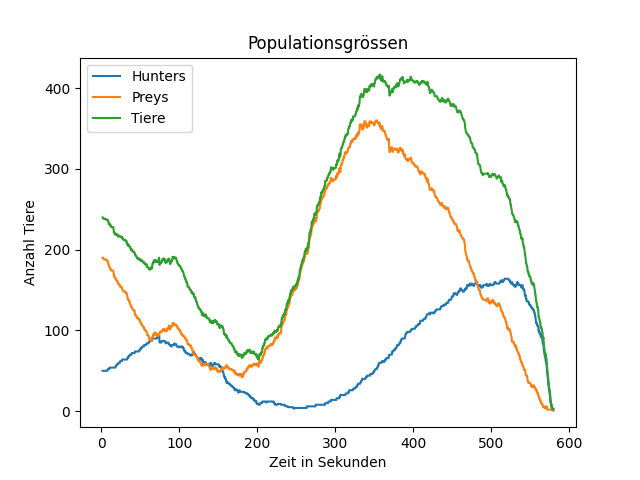 Populationsgrössen
Hunters
Preys
Tiere
Anzahl Tiere
400
300
200
100
0
0 100 200 300 400 500 600
Zeit in Sekunden